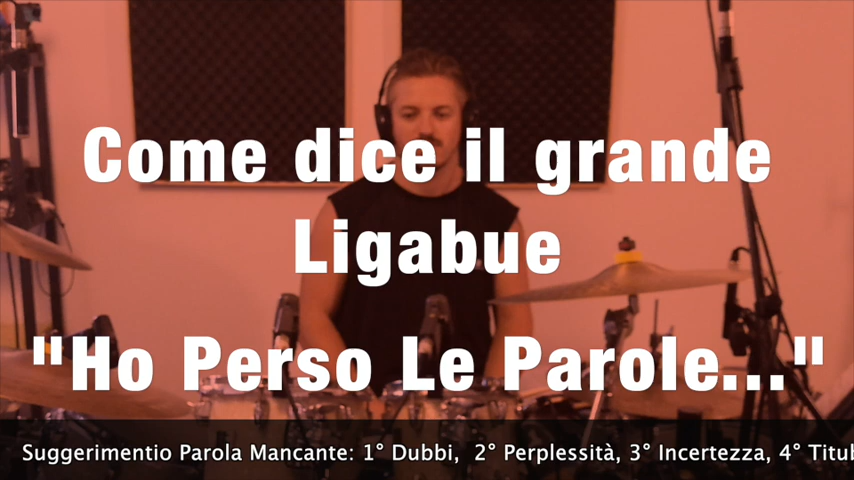 Come dice il grande
Ligabue
"Ho Perso Le Parole..."
Suggerimentio Parola Mancante: 1° Dubbi, 2° Perplessità, 3° Incertezza, 4° Titub